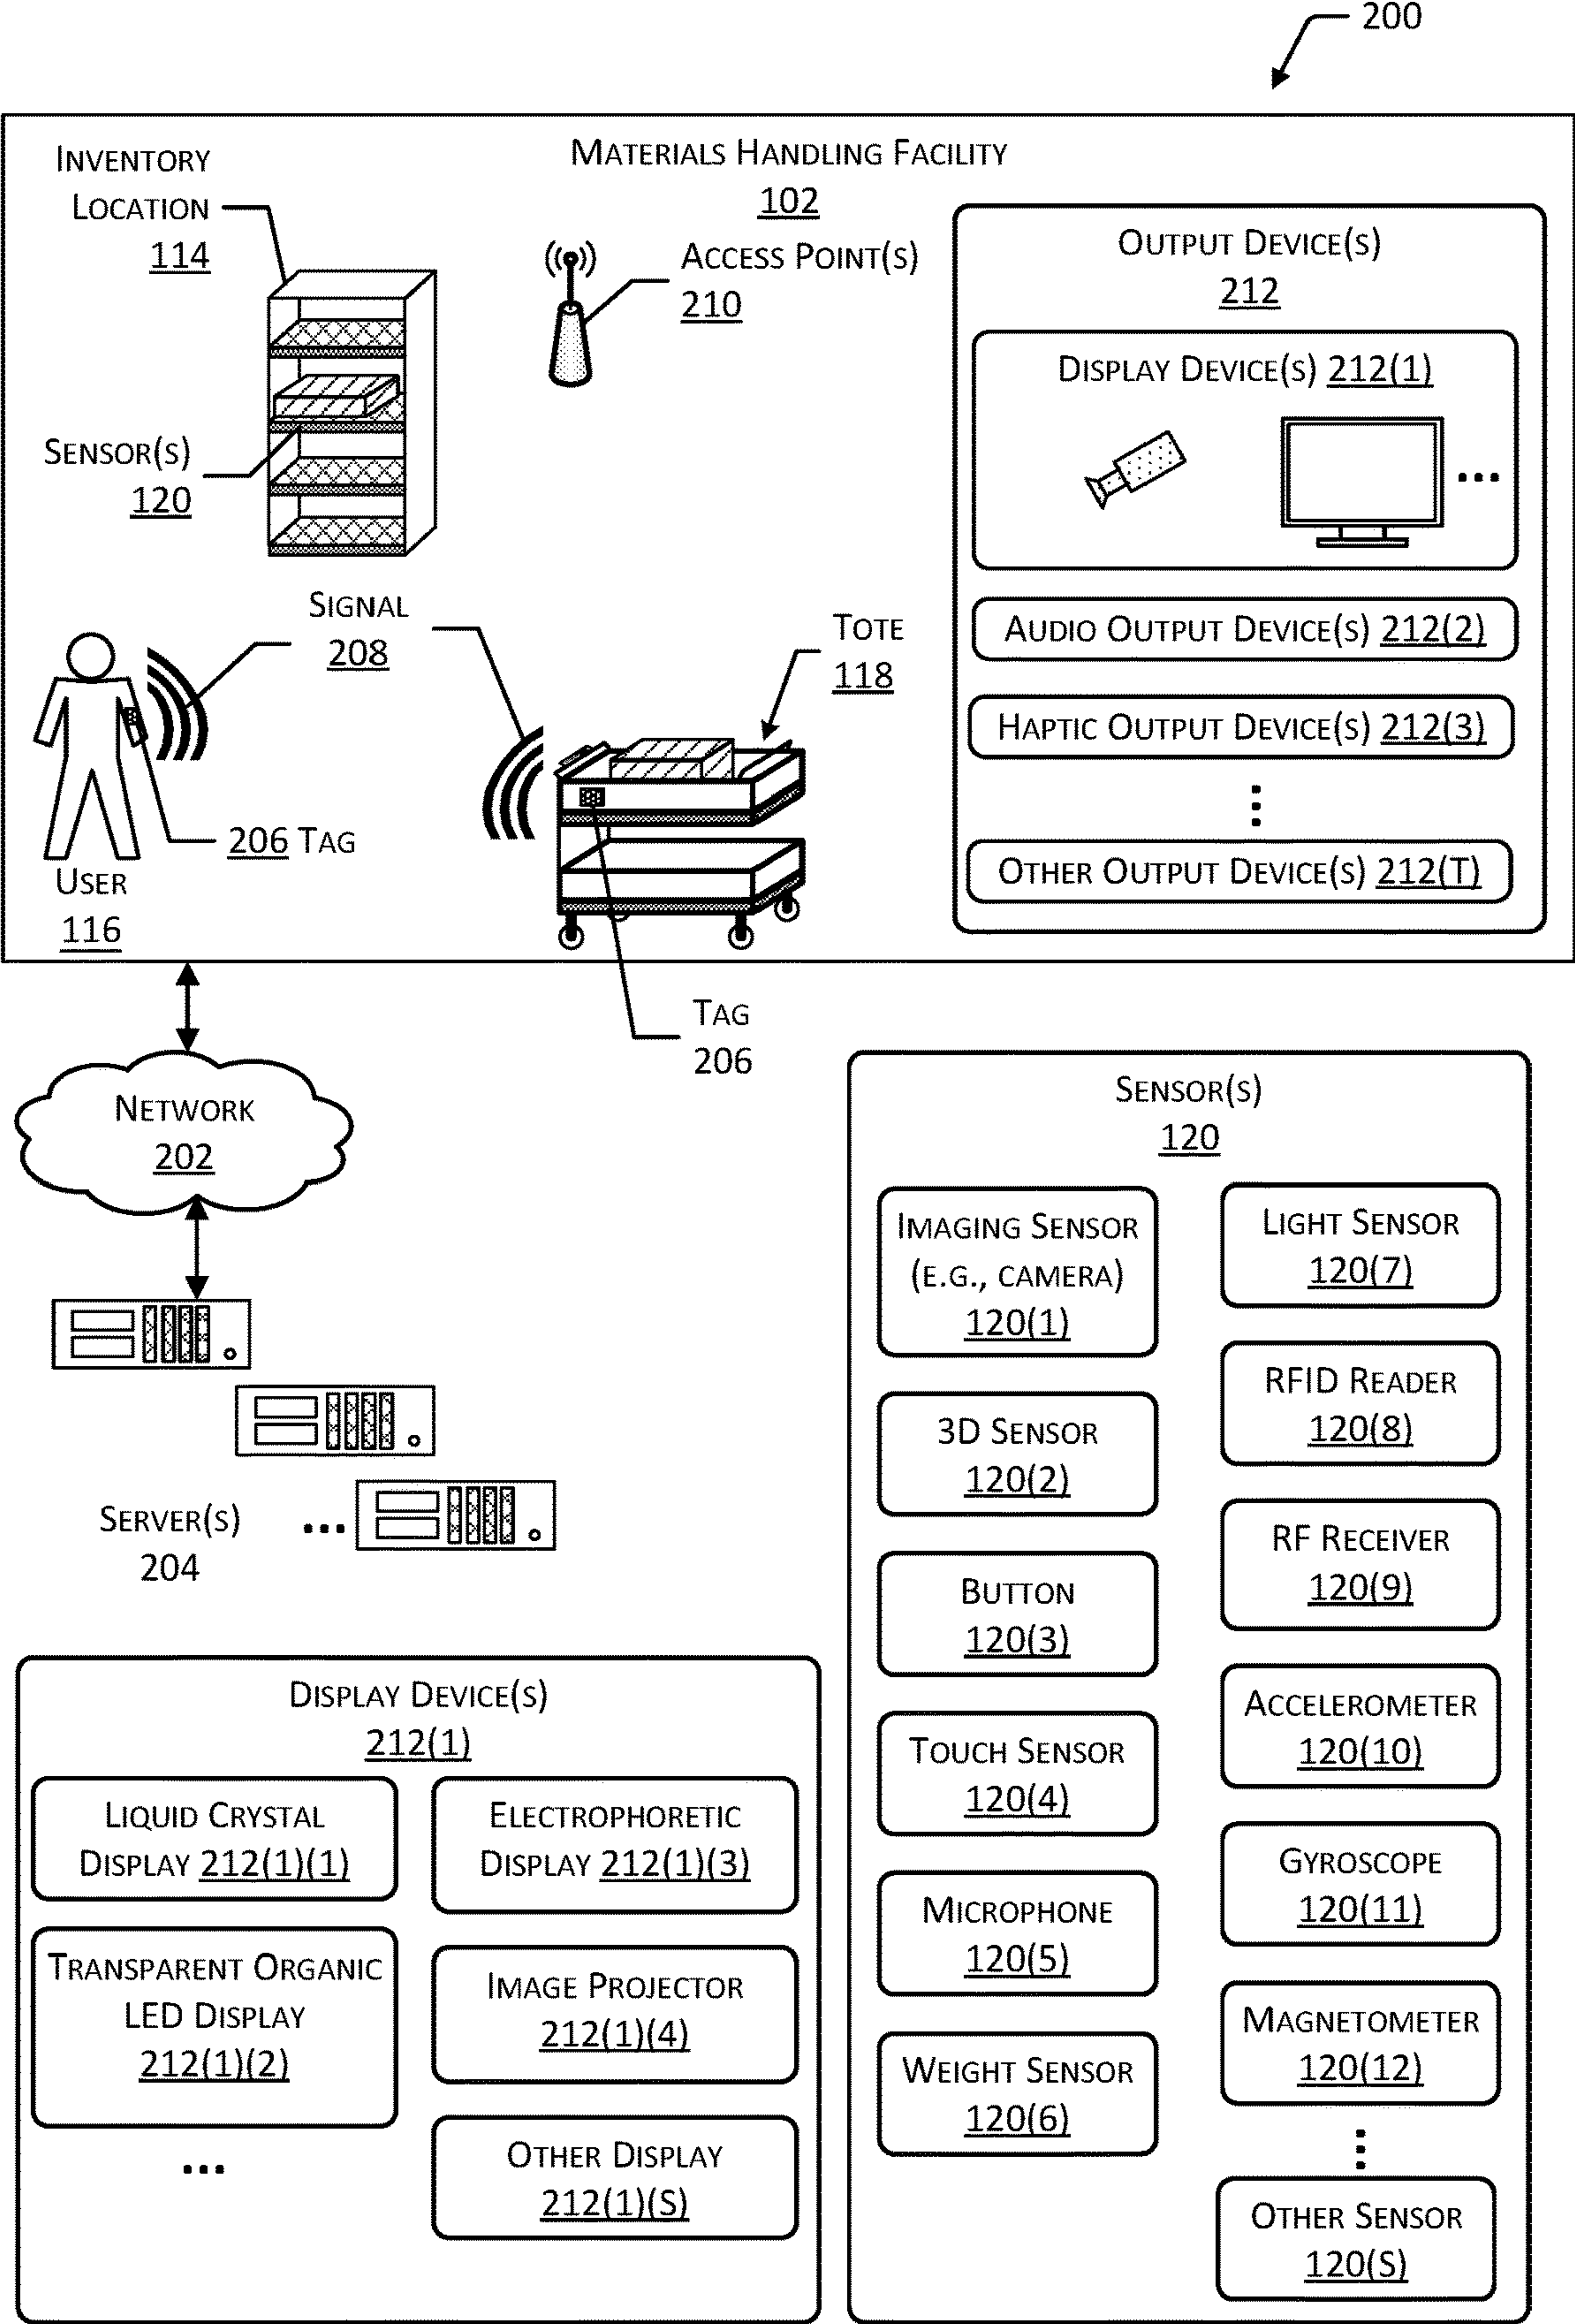 200
Materials Handling Facility
102
Inventory
Location
114
Access Point(s)
210
Sensor(s)
120
Signal
208
Tote
118
206 Tag
User
116
Tag
206
Output Device(s)
212
Display Device(s) 212(1)
...
Audio Output Device(s) 212(2)
Haptic Output Device(s) 212(3)
Other Output Device(s) 212(T)
Network
202
Server(s)
204
...
Display Device(s)
212(1)
Liquid Crystal
Display 212(1)(1)
Transparent Organic
LED Display
212(1)(2)
...
Electrophoretic
Display 212(1)(3)
Image Projector
212(1)(4)
Other Display
212(1)(S)
Sensor(s)
120
Imaging Sensor
(e.g., camera)
120(1)
3D Sensor
120(2)
Button
120(3)
Touch Sensor
120(4)
Microphone
120(5)
Weight Sensor
120(6)
Light Sensor
120(7)
RFID Reader
120(8)
RF Receiver
120(9)
Accelerometer
120(10)
Gyroscope
120(11)
Magnetometer
120(12)
Other Sensor
120(S)